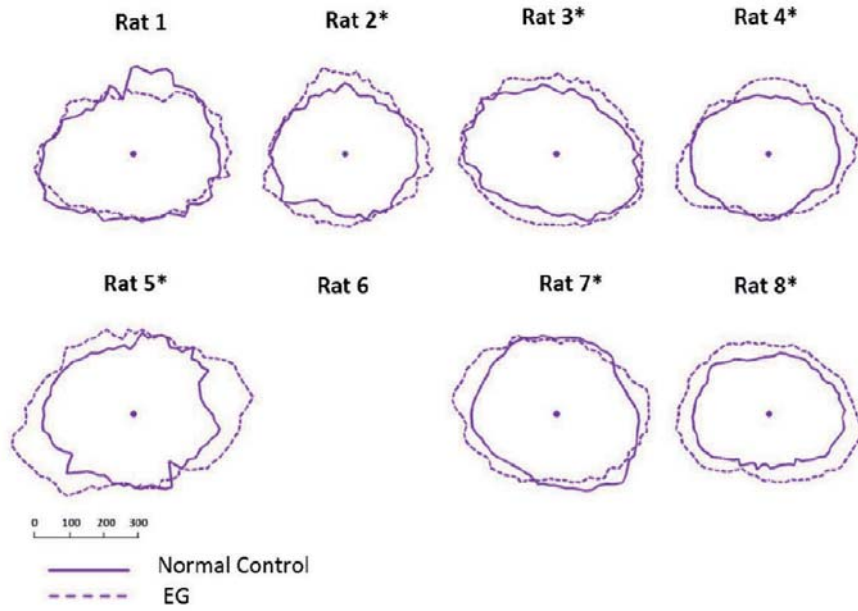 Rat 1
Rat 2*
Rat 3*
Rat 4*
Rat 5*
Rat 6
Rat 7*
Rat 8*
0 100 200 300
Normal Control
EG